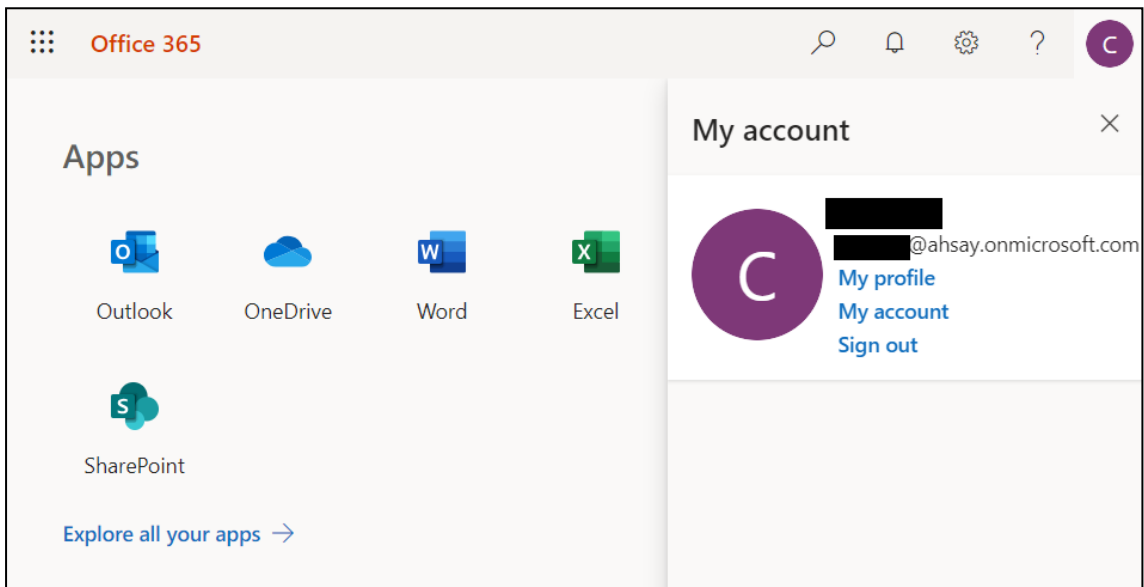 Office 365
?
C
Apps
My account
O
W
X
Outlook
OneDrive
Word
Excel
C
@ahsay.onmicrosoft.com
My profile
My account
Sign out
S
SharePoint
Explore all your apps →